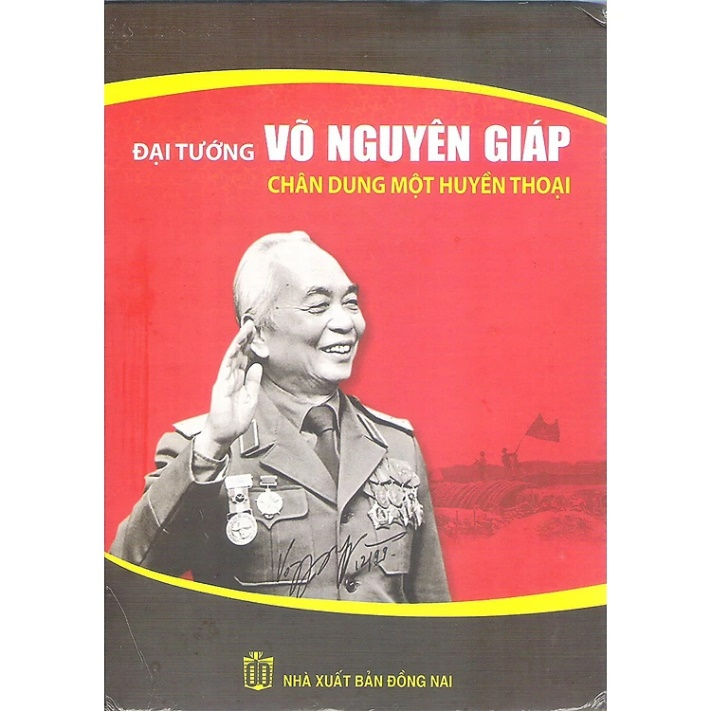 ĐẠI TƯỚNG VÕ NGUYÊN GIÁP
CHÂN DUNG MỘT HUYỀN THOẠI
NHÀ XUẤT BẢN ĐỒNG NAI